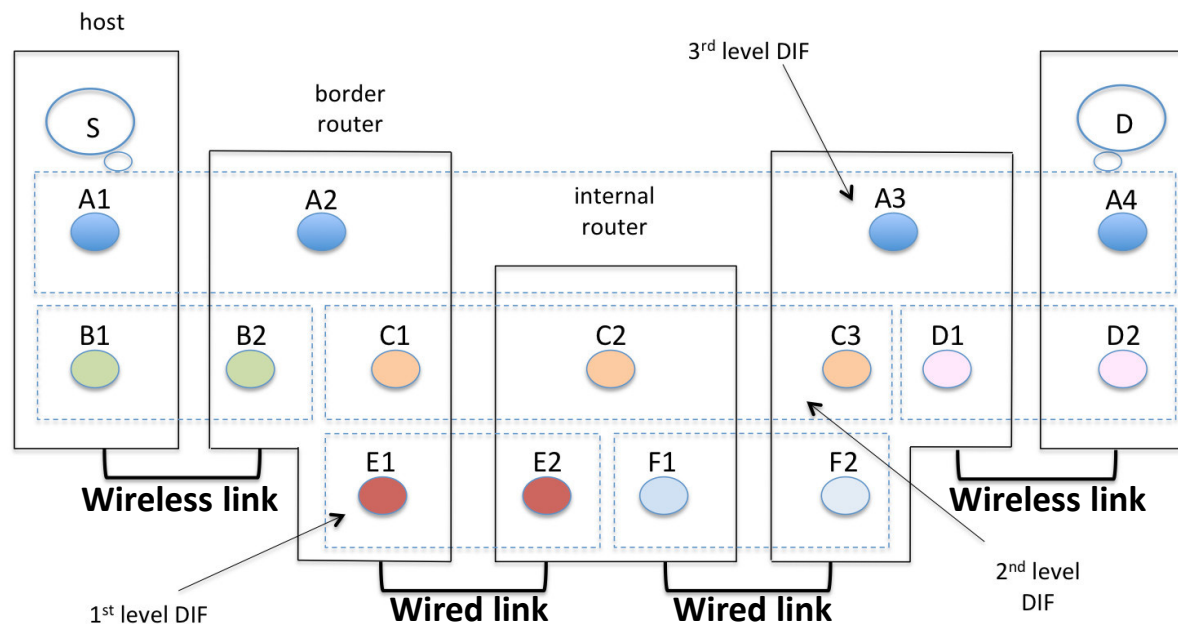 host
3rd level DIF
border
router
S
D
internal
router
A1
A2
A3
A4
B1
B2
C1
C2
C3
D1
D2
E1
E2
F1
F2
Wireless link
Wireless link
Wired link
Wired link
1st level DIF
2nd level
DIF